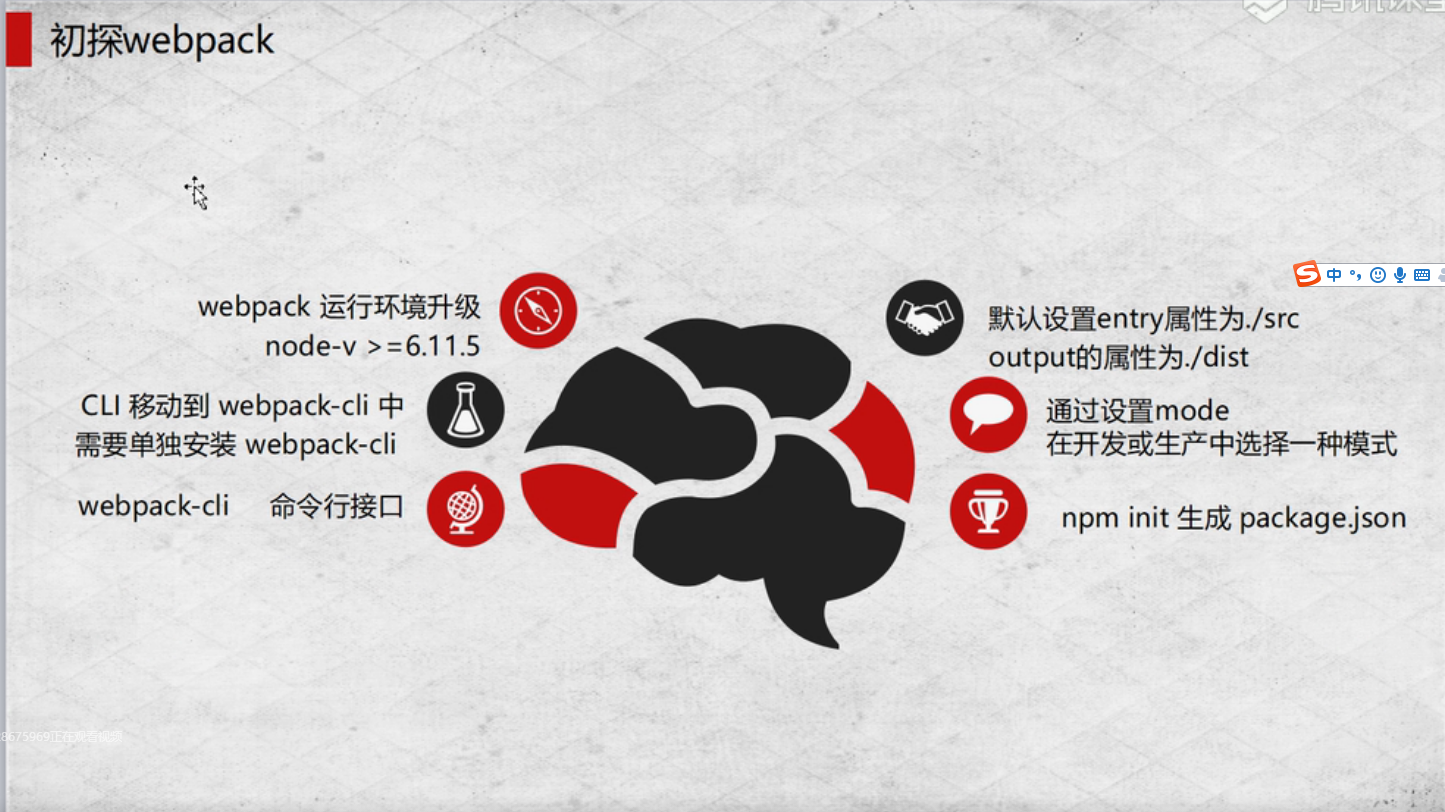 初探webpack
webpack 运行环境升级
node-v >=6.11.5
CLI 移动到 webpack-cli 中
需要单独安装 webpack-cli
webpack-cli 命令行接口
默认设置entry属性为./src
output的属性为./dist
通过设置mode
在开发或生产中选择一种模式
npm init 生成 package.json
中
8675969正在观看视频